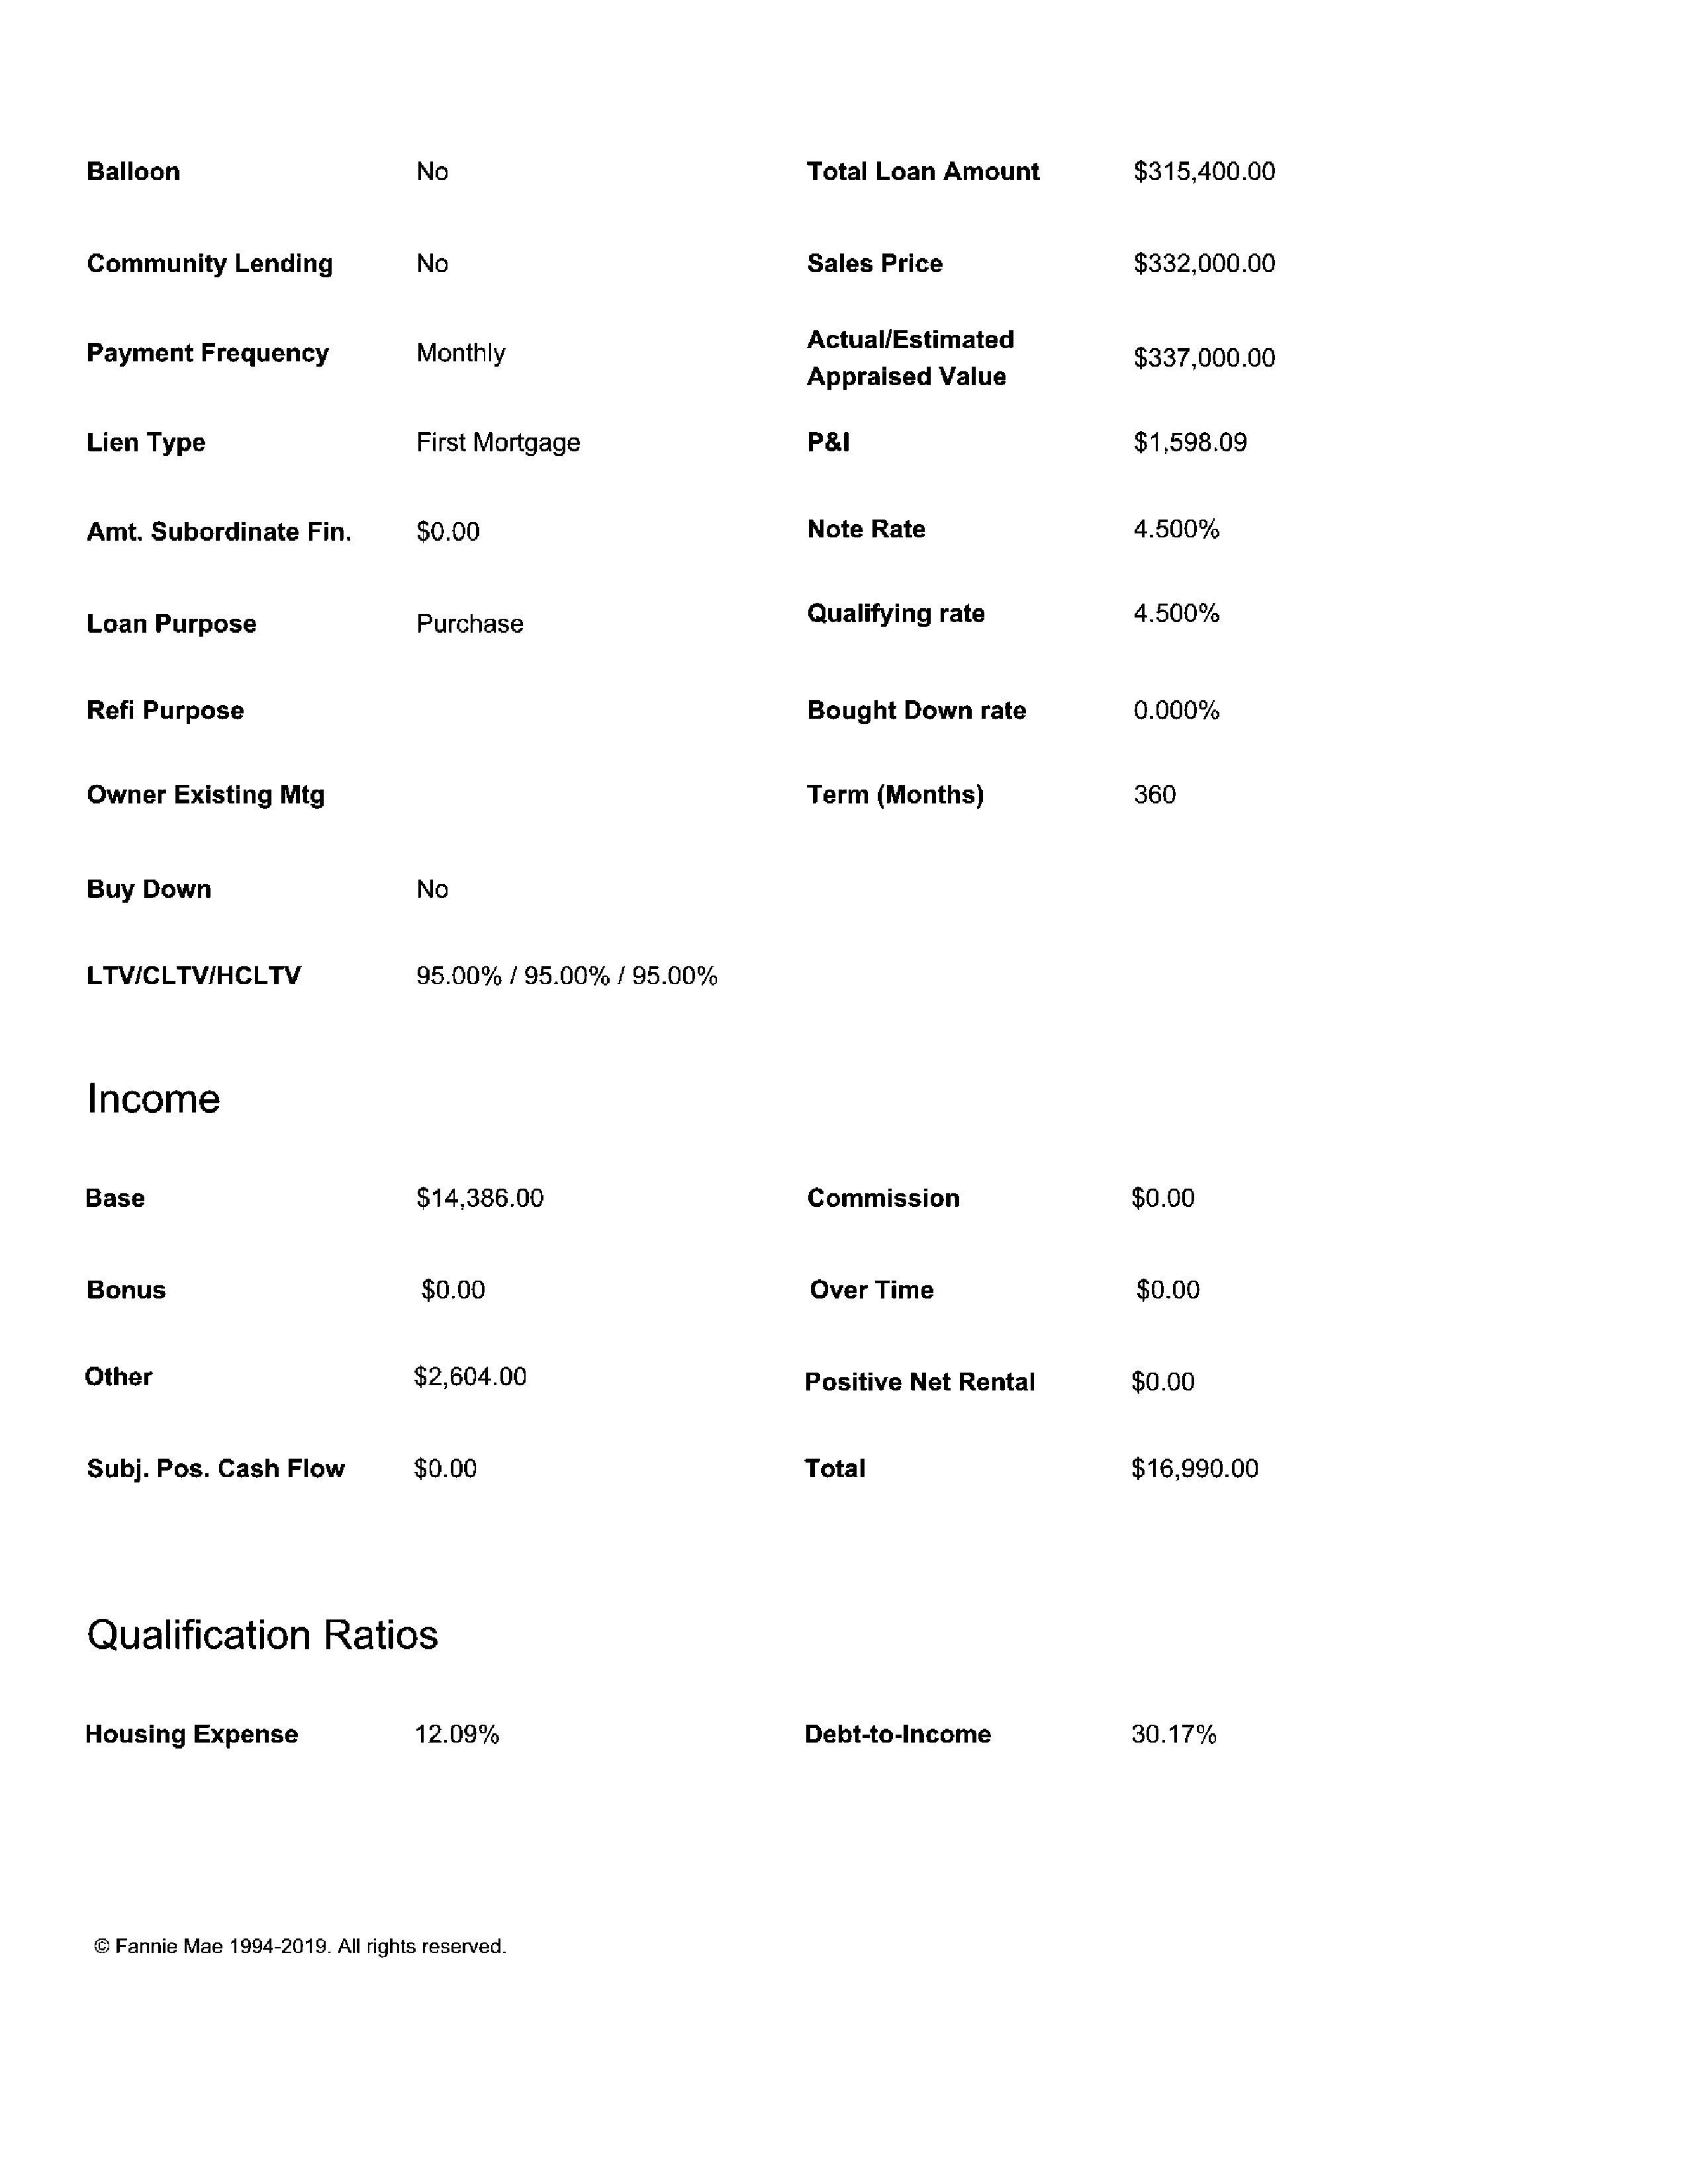 Balloon No Total Loan Amount $315,400.00
Community Lending No Sales Price $332,000.00
Payment Frequency Monthly Actual/Estimated Appraised Value $337,000.00
Lien Type First Mortgage P&I $1,598.09
Amt. Subordinate Fin. $0.00 Note Rate 4.500%
Loan Purpose Purchase Qualifying rate 4.500%
Refi Purpose Bought Down rate 0.000%
Owner Existing Mtg Term (Months) 360
Buy Down No
LTV/CLTV/HCLTV 95.00% / 95.00% / 95.00%
Income
Base $14,386.00 Commission $0.00
Bonus $0.00 Over Time $0.00
Other $2,604.00 Positive Net Rental $0.00
Subj. Pos. Cash Flow $0.00 Total $16,990.00
Qualification Ratios
Housing Expense 12.09% Debt-to-Income 30.17%
© Fannie Mae 1994-2019. All rights reserved.